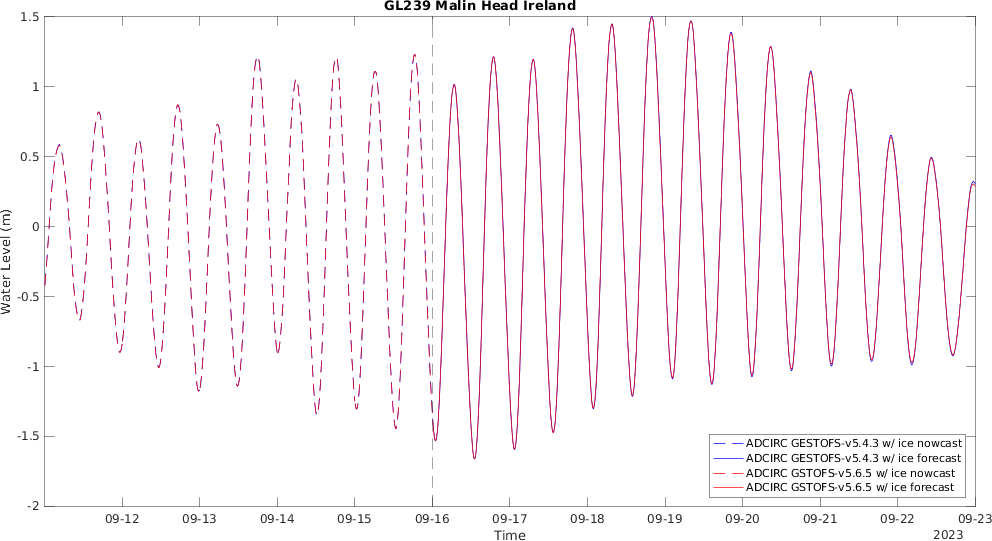 GL239 Malin Head Ireland
1.5
1
0.5
0
-0.5
-1
-1.5
-2
Water Level (m)
ADCIRC GESTOFS-v5.4.3 w/ ice nowcast
ADCIRC GESTOFS-v5.4.3 w/ ice forecast
ADCIRC GSTOFS-v5.6.5 w/ ice nowcast
ADCIRC GSTOFS-v5.6.5 w/ ice forecast
09-12 09-13 09-14 09-15 09-16 09-17 09-18 09-19 09-20 09-21 09-22 09-23
Time
2023